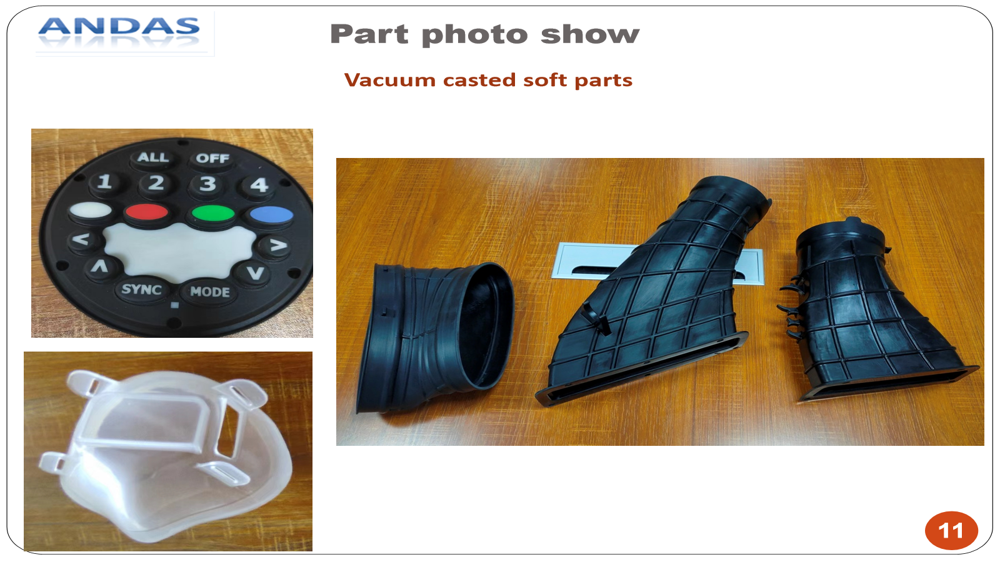 ANDAS
Part photo show
Vacuum casted soft parts
ALL OFF
1 2 3 4
< >
^ v
SYNC MODE
11